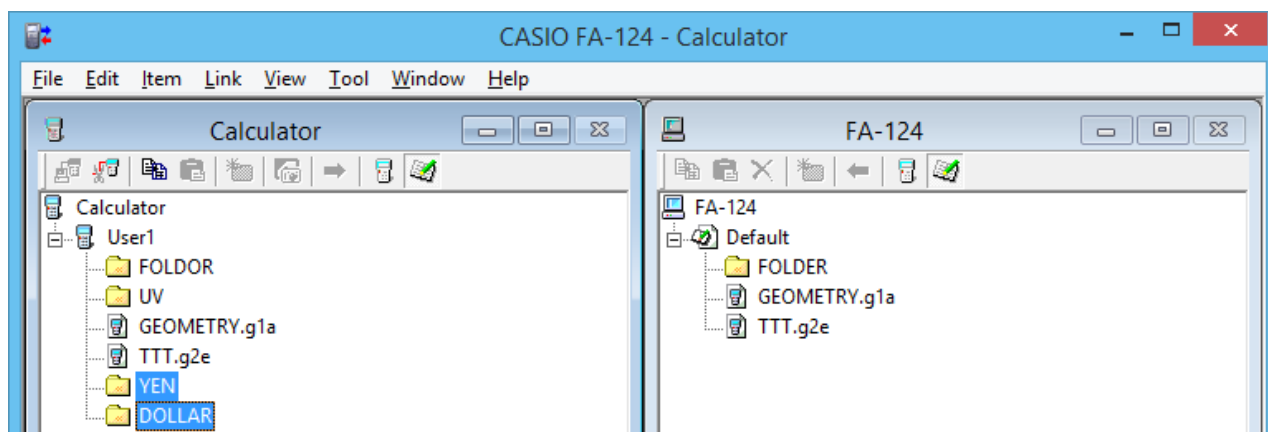 CASIO FA-124 - Calculator
File Edit Item Link View Tool Window Help
Calculator
Calculator
User1
FOLDOR
UV
GEOMETRY.g1a
TTT.g2e
YEN
DOLLAR
FA-124
FA-124
Default
FOLDER
GEOMETRY.g1a
TTT.g2e